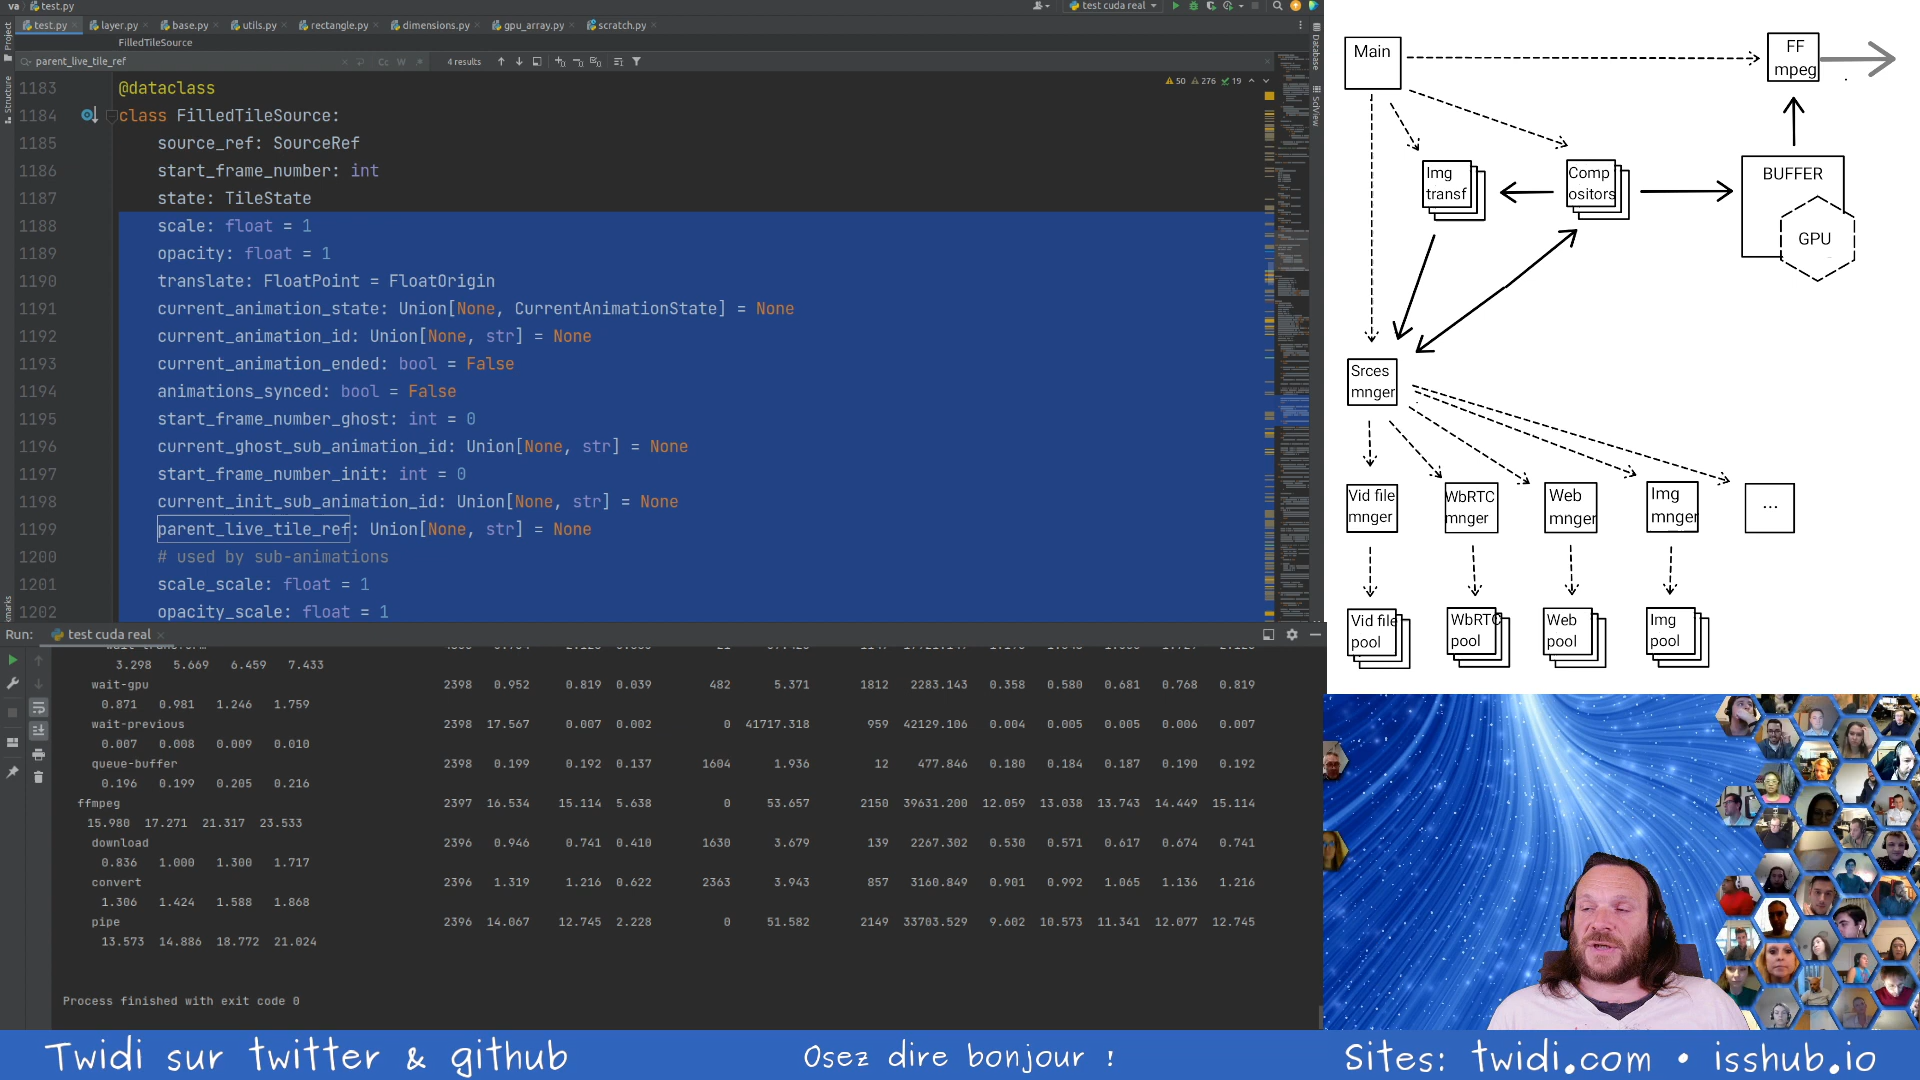 va test.py
test cuda real
test.py layer.py base.py utils.py rectangle.py dimensions.py gpu_array.py scratch.py
FilledTileSource
parent_live_tile_ref Cc W .* 4 results
50 276 19
Project
Structure
Database
SciView
1183 @dataclass
1184 class FilledTileSource:
1185 source_ref: SourceRef
1186 start_frame_number: int
1187 state: TileState
1188 scale: float = 1
1189 opacity: float = 1
1190 translate: FloatPoint = FloatOrigin
1191 current_animation_state: Union[None, CurrentAnimationState] = None
1192 current_animation_id: Union[None, str] = None
1193 current_animation_ended: bool = False
1194 animations_synced: bool = False
1195 start_frame_number_ghost: int = 0
1196 current_ghost_sub_animation_id: Union[None, str] = None
1197 start_frame_number_init: int = 0
1198 current_init_sub_animation_id: Union[None, str] = None
1199 parent_live_tile_ref: Union[None, str] = None
1200 # used by sub-animations
1201 scale_scale: float = 1
1202 opacity_scale: float = 1
Run: test cuda real
3.298 5.669 6.459 7.433
wait-gpu 2398 0.952 0.819 0.039 482 5.371 1812 2283.143 0.358 0.580 0.681 0.768 0.819
0.871 0.981 1.246 1.759
wait-previous 2398 17.567 0.007 0.002 0 41717.318 959 42129.106 0.004 0.005 0.005 0.006 0.007
0.007 0.008 0.009 0.010
queue-buffer 2398 0.199 0.192 0.137 1604 1.936 12 477.846 0.180 0.184 0.187 0.190 0.192
0.196 0.199 0.205 0.216
ffmpeg 2397 16.534 15.114 5.638 0 53.657 2150 39631.200 12.059 13.038 13.743 14.449 15.114
15.980 17.271 21.317 23.533
download 2396 0.946 0.741 0.410 1630 3.679 139 2267.302 0.530 0.571 0.617 0.674 0.741
0.836 1.000 1.300 1.717
convert 2396 1.319 1.216 0.622 2363 3.943 857 3160.849 0.901 0.992 1.065 1.136 1.216
1.306 1.424 1.588 1.868
pipe 2396 14.067 12.745 2.228 0 51.582 2149 33703.529 9.602 10.573 11.341 12.077 12.745
13.573 14.886 18.772 21.024
Process finished with exit code 0
Main
FF
mpeg
Img
transf
Comp
ositors
BUFFER
GPU
Srces
mnger
Vid file
mnger
WbRTC
mnger
Web
mnger
Img
mnger
...
Vid file
pool
WbRTC
pool
Web
pool
Img
pool
Twidi sur twitter & github
Osez dire bonjour !
Sites: twidi.com • isshub.io